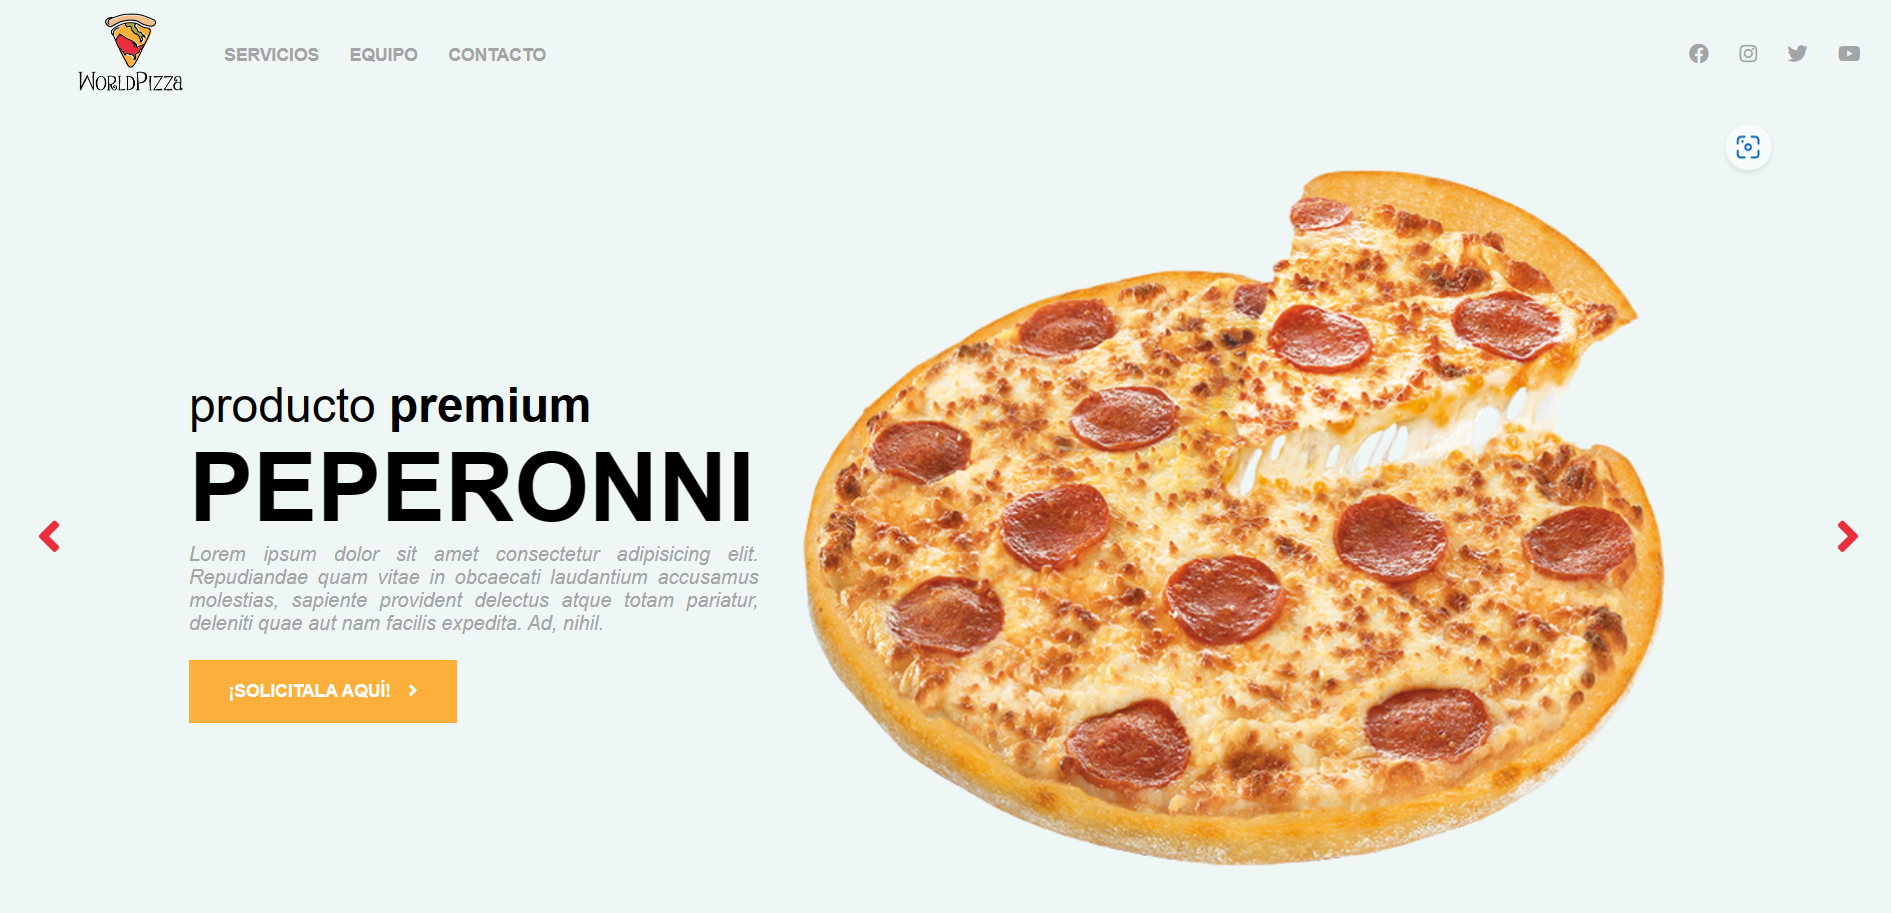 WORLDPIZZA
SERVICIOS EQUIPO CONTACTO
producto premium
PEPERONNI
Lorem ipsum dolor sit amet consectetur adipisicing elit.
Repudiandae quam vitae in obcaecati laudantium accusamus
molestias, sapiente provident delectus atque totam pariatur,
deleniti quae aut nam facilis expedita. Ad, nihil.
¡SOLICITALA AQUÍ!